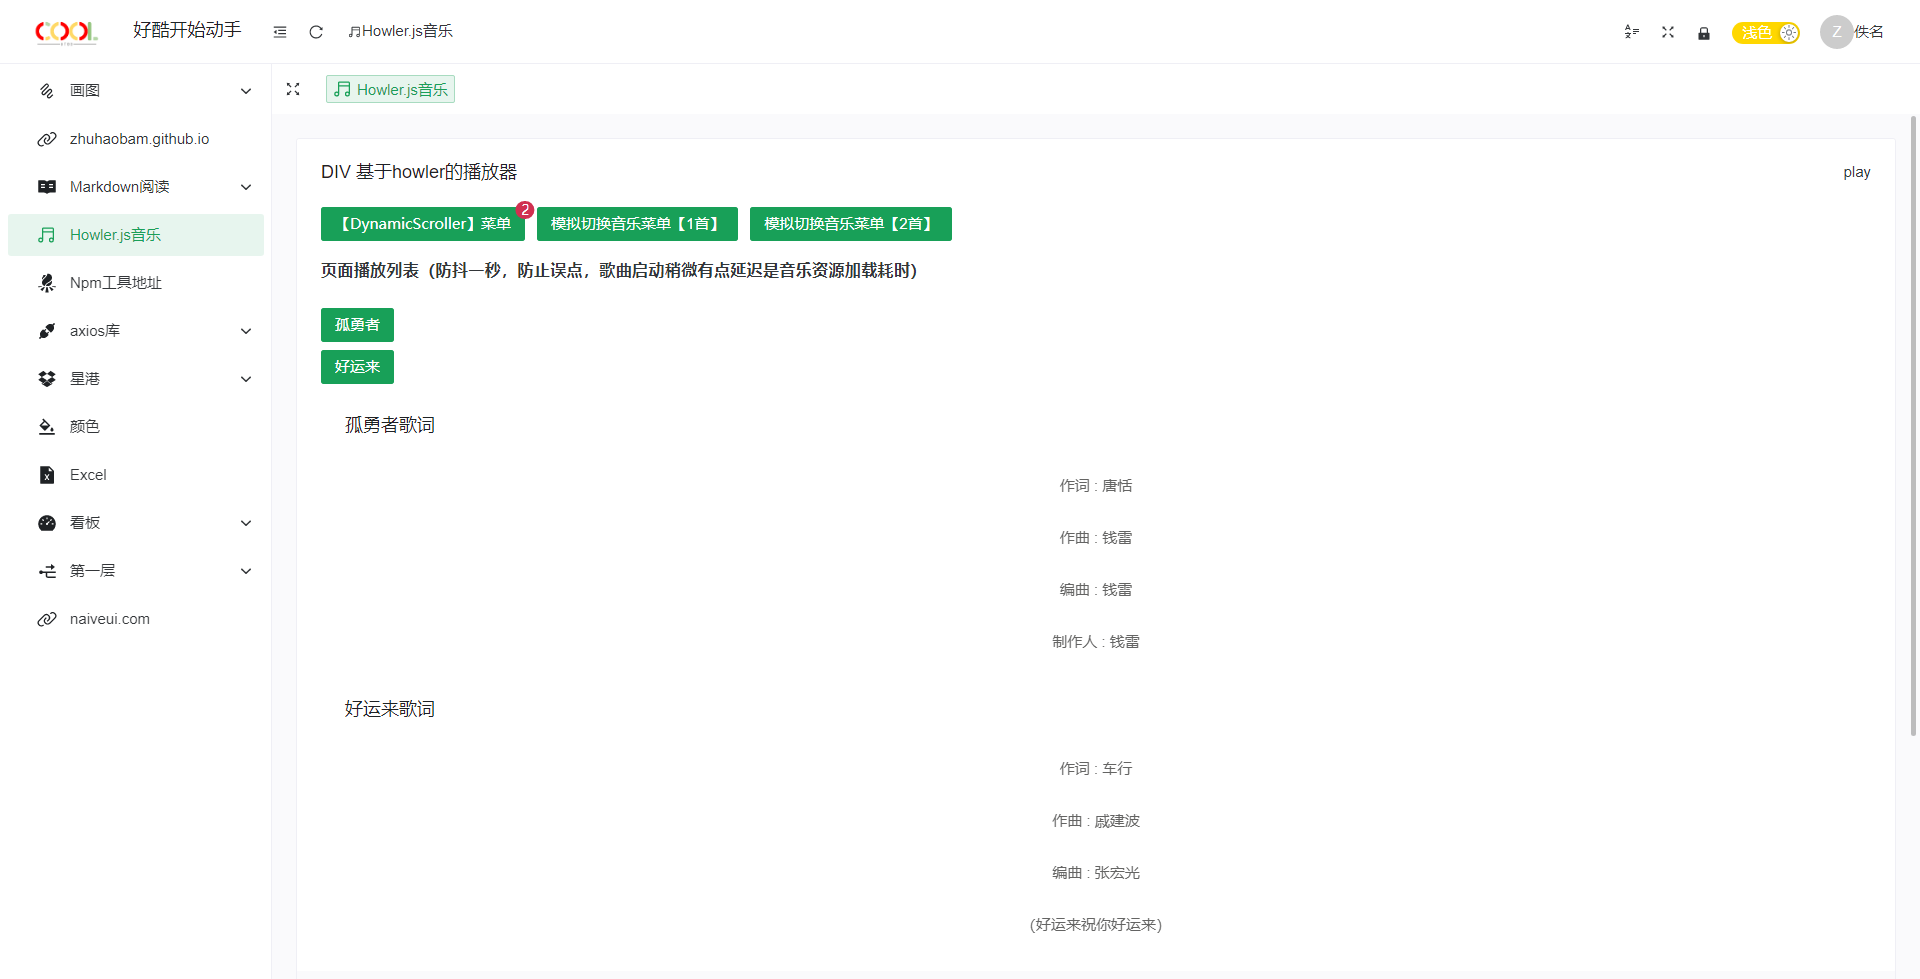 COOL 好酷开始动手 Howler.js音乐 浅色 Z 佚名
画图
zhuhaobam.github.io
Markdown阅读
Howler.js音乐
Npm工具地址
axios库
星港
颜色
Excel
看板
第一层
naiveui.com
Howler.js音乐
DIV 基于howler的播放器 play
【DynamicScroller】菜单 2 模拟切换音乐菜单【1首】 模拟切换音乐菜单【2首】
页面播放列表（防抖一秒，防止误点，歌曲启动稍微有点延迟是音乐资源加载耗时）
孤勇者
好运来
孤勇者歌词
作词 : 唐恬
作曲 : 钱雷
编曲 : 钱雷
制作人 : 钱雷
好运来歌词
作词 : 车行
作曲 : 戚建波
编曲 : 张宏光
(好运来祝你好运来)